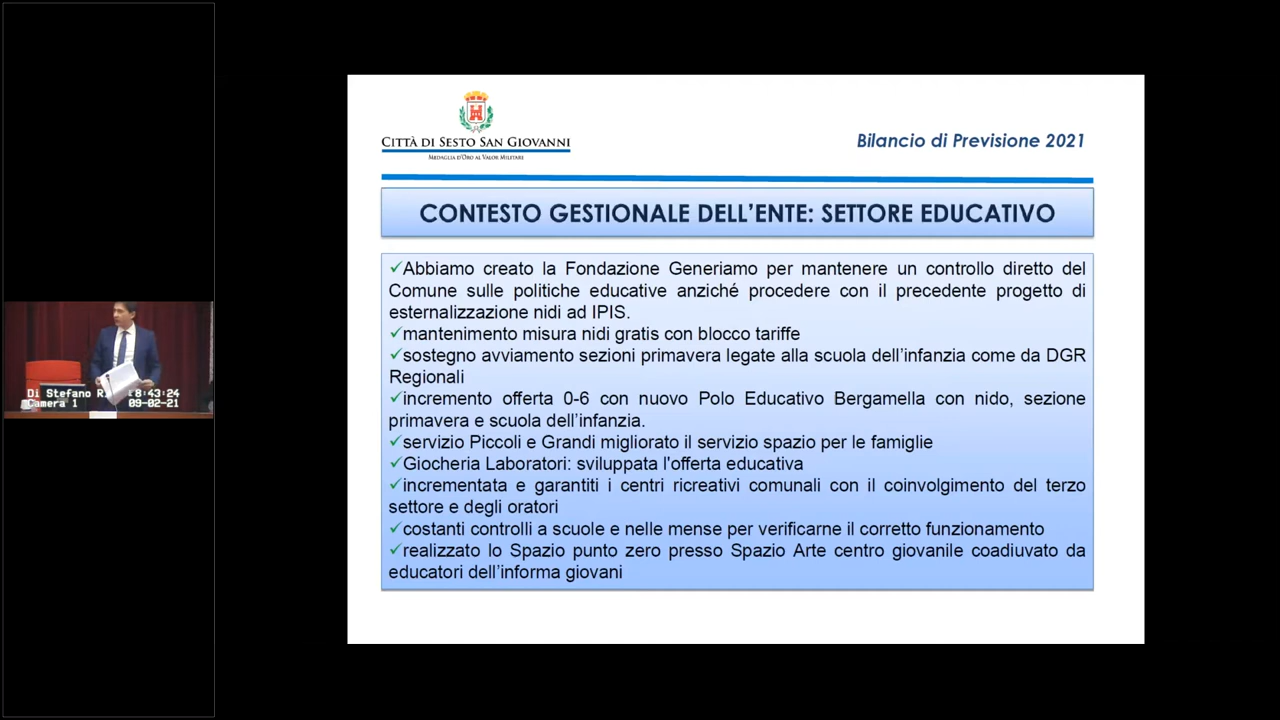 CITTÀ DI SESTO SAN GIOVANNI
MEDAGLIA D'ORO AL VALOR MILITARE
Bilancio di Previsione 2021
CONTESTO GESTIONALE DELL'ENTE: SETTORE EDUCATIVO
✓Abbiamo creato la Fondazione Generiamo per mantenere un controllo diretto del
Comune sulle politiche educative anziché procedere con il precedente progetto di
esternalizzazione nidi ad IPIS.
✓mantenimento misura nidi gratis con blocco tariffe
✓sostegno avviamento sezioni primavera legate alla scuola dell'infanzia come da DGR
Regionali
✓incremento offerta 0-6 con nuovo Polo Educativo Bergamella con nido, sezione
primavera e scuola dell'infanzia.
✓servizio Piccoli e Grandi migliorato il servizio spazio per le famiglie
✓Giocheria Laboratori: sviluppata l'offerta educativa
✓incrementata e garantiti i centri ricreativi comunali con il coinvolgimento del terzo
settore e degli oratori
✓costanti controlli a scuole e nelle mense per verificarne il corretto funzionamento
✓realizzato lo Spazio punto zero presso Spazio Arte centro giovanile coadiuvato da
educatori dell'informa giovani
Di Stefano R. 8:43:24
Camera 1 09-02-21